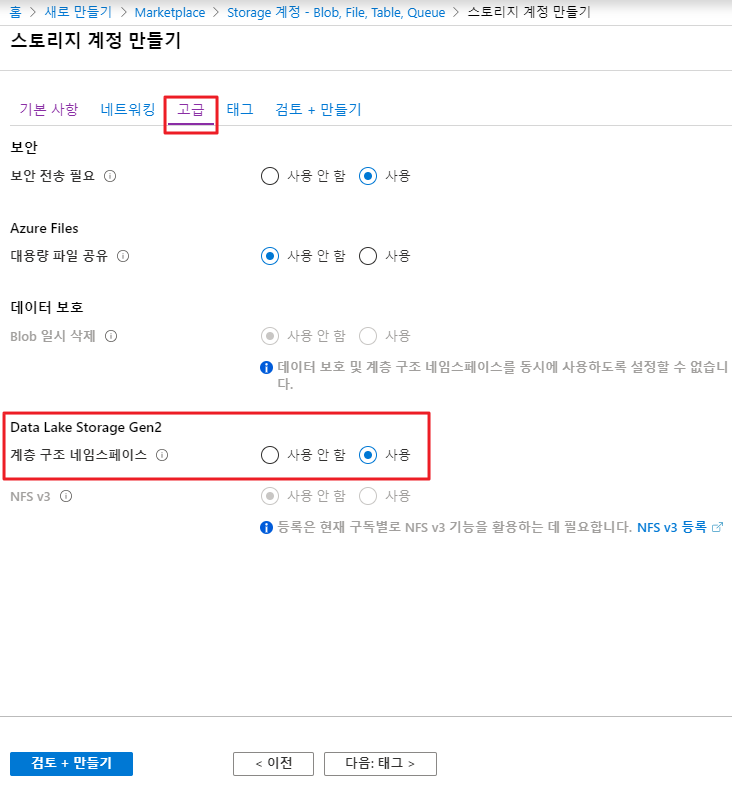 홈 > 새로 만들기 > Marketplace > Storage 계정 - Blob, File, Table, Queue > 스토리지 계정 만들기
스토리지 계정 만들기
기본 사항 네트워킹 고급 태그 검토 + 만들기
보안
보안 전송 필요 사용 안 함 사용
Azure Files
대용량 파일 공유 사용 안 함 사용
데이터 보호
Blob 일시 삭제 사용 안 함 사용
데이터 보호 및 계층 구조 네임스페이스를 동시에 사용하도록 설정할 수 없습니
다.
Data Lake Storage Gen2
계층 구조 네임스페이스 사용 안 함 사용
NFS v3 사용 안 함 사용
등록은 현재 구독별로 NFS v3 기능을 활용하는 데 필요합니다. NFS v3 등록
검토 + 만들기 < 이전 다음: 태그 >